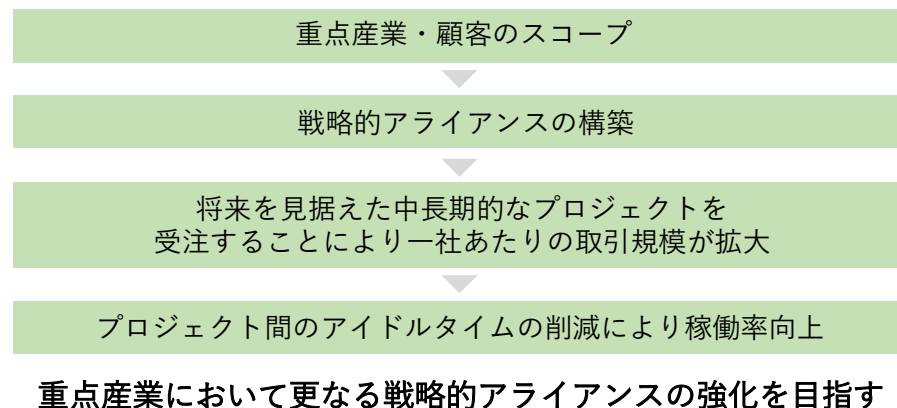 重点産業・顧客のスコープ
戦略的アライアンスの構築
将来を見据えた中長期的なプロジェクトを
受注することにより一社あたりの取引規模が拡大
プロジェクト間のアイドルタイムの削減により稼働率向上
重点産業において更なる戦略的アライアンスの強化を目指す